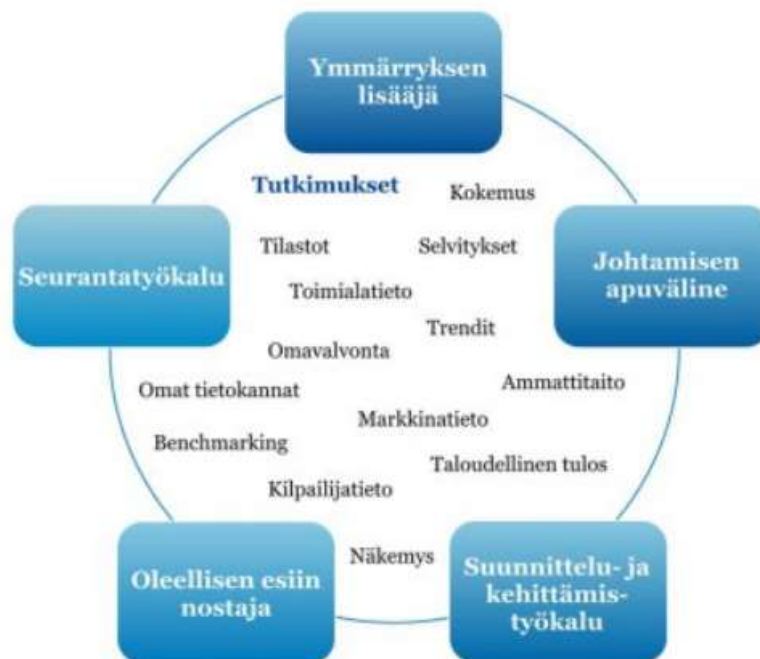 Ymmärryksen
lisääjä
Tutkimukset
Kokemus
Tilastot
Selvitykset
Seurantatyökalu
Johtamisen
apuväline
Toimialatieto
Trendit
Omavalvonta
Omat tietokannat
Ammattitaito
Markkinatieto
Benchmarking
Taloudellinen tulos
Kilpailijatieto
Näkemys
Oleellisen esiin
nostaja
Suunnittelu- ja
kehittämis-
työkalu